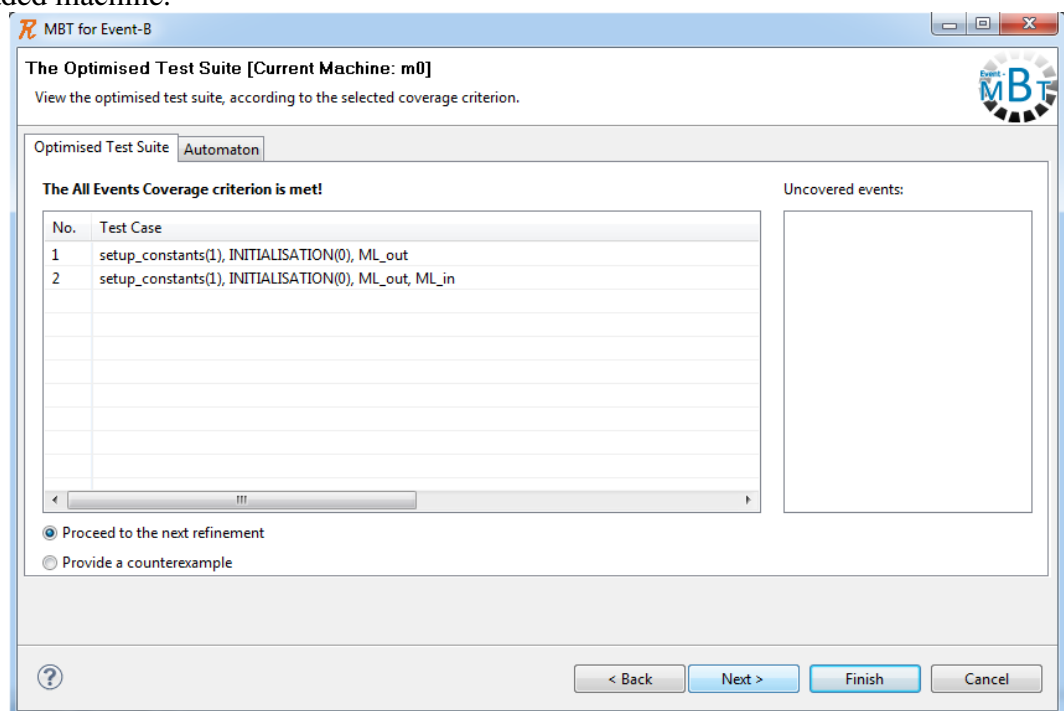 machine.
MBT for Event-B
The Optimised Test Suite [Current Machine: m0]
View the optimised test suite, according to the selected coverage criterion.
Event-
MBT
Optimised Test Suite Automaton
The All Events Coverage criterion is met!
Uncovered events:
No. Test Case
1 setup_constants(1), INITIALISATION(0), ML_out
2 setup_constants(1), INITIALISATION(0), ML_out, ML_in
Proceed to the next refinement
Provide a counterexample
?
< Back Next > Finish Cancel